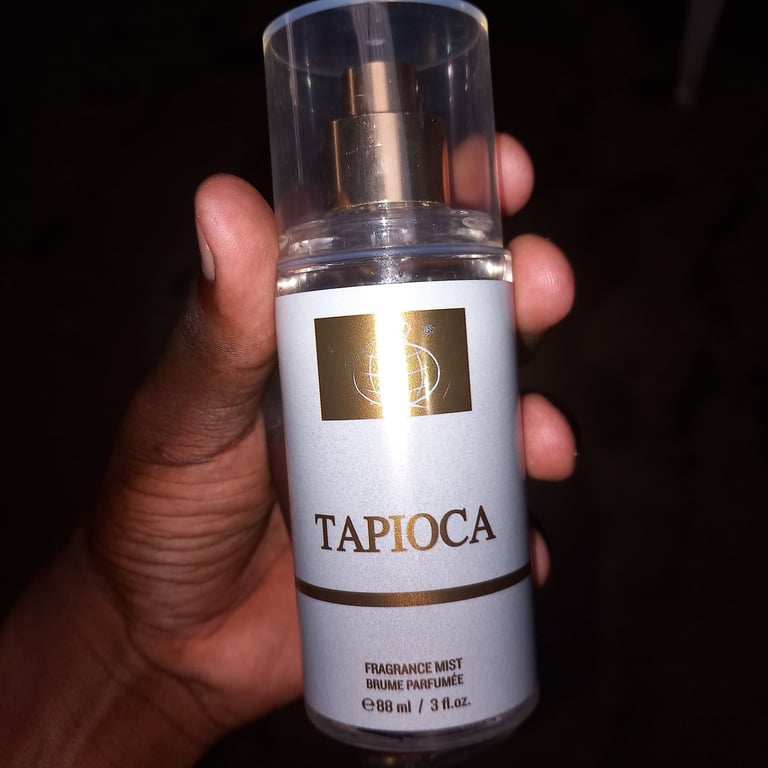 ®
TAPIOCA
FRAGRANCE MIST
BRUME PARFUMÉE
℮88 ml / 3 fl.oz.